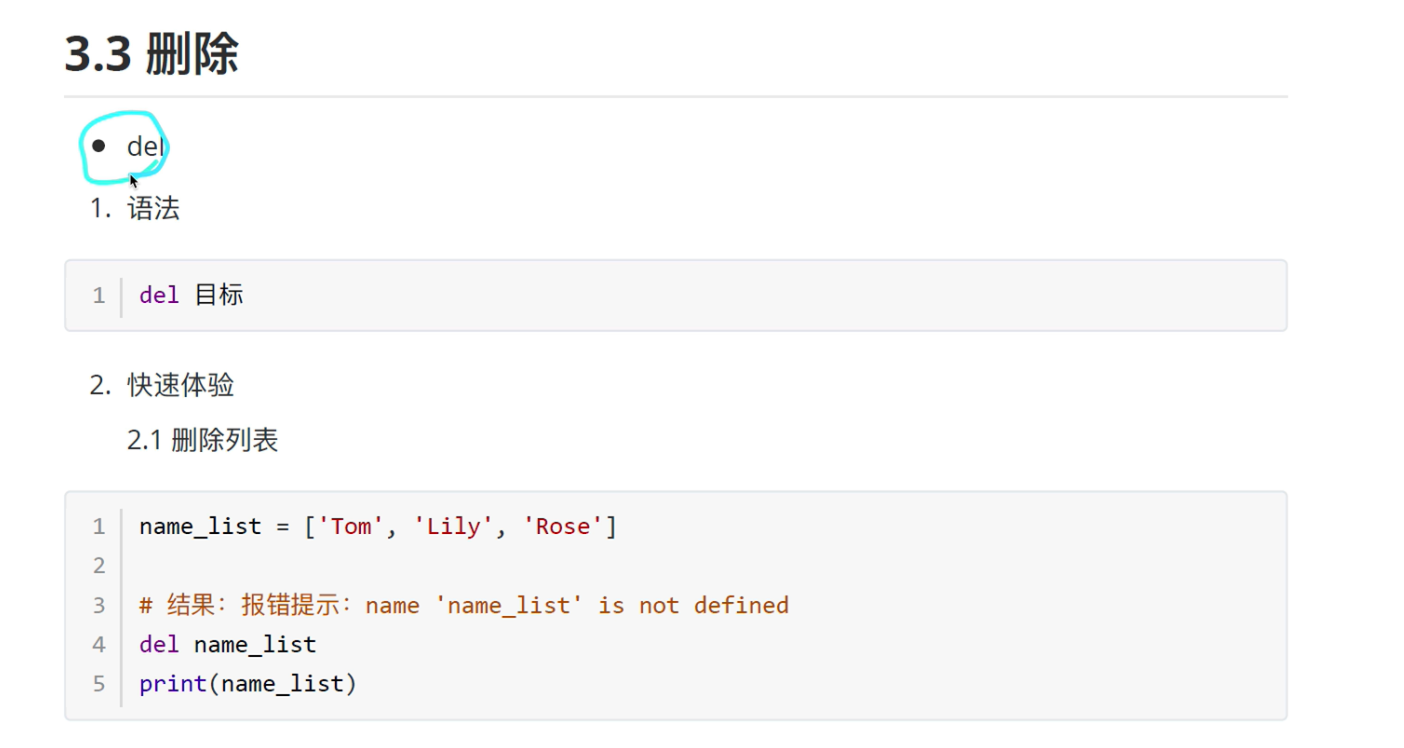 3.3 删除
• del
1. 语法
1 del 目标
2. 快速体验
2.1 删除列表
1 name_list = ['Tom', 'Lily', 'Rose']
2
3 # 结果：报错提示：name 'name_list' is not defined
4 del name_list
5 print(name_list)